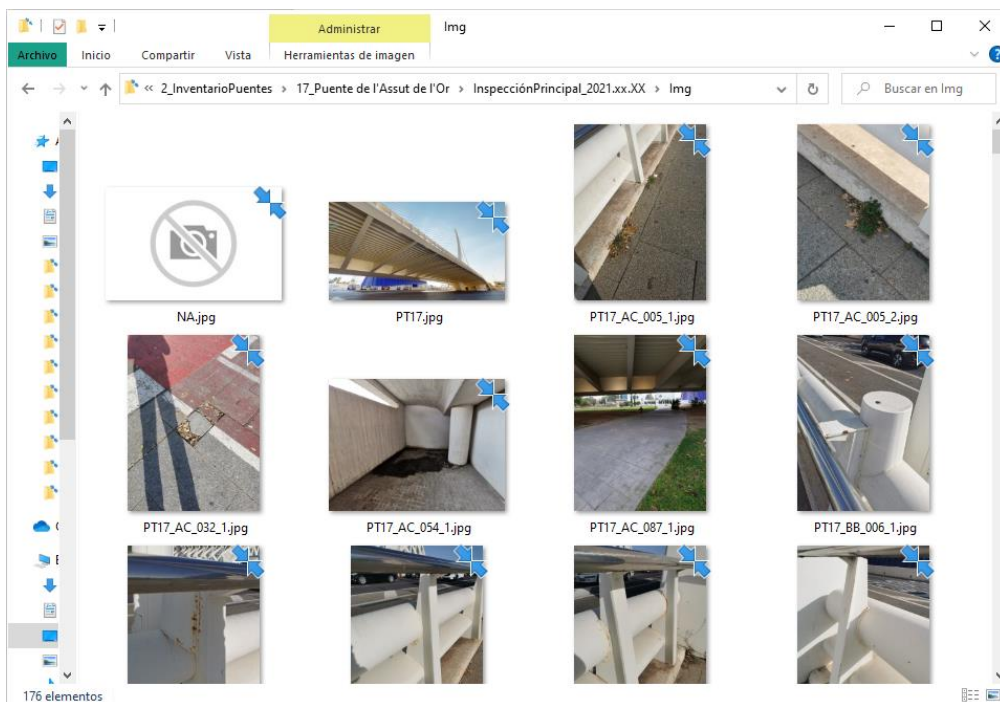 Administrar
Img
Archivo
Inicio
Compartir
Vista
Herramientas de imagen
« 2_InventarioPuentes > 17_Puente de l'Assut de l'Or > InspecciónPrincipal_2021.xx.XX > Img
Buscar en Img
NA.jpg
PT17.jpg
PT17_AC_005_1.jpg
PT17_AC_005_2.jpg
PT17_AC_032_1.jpg
PT17_AC_054_1.jpg
PT17_AC_087_1.jpg
PT17_BB_006_1.jpg
176 elementos